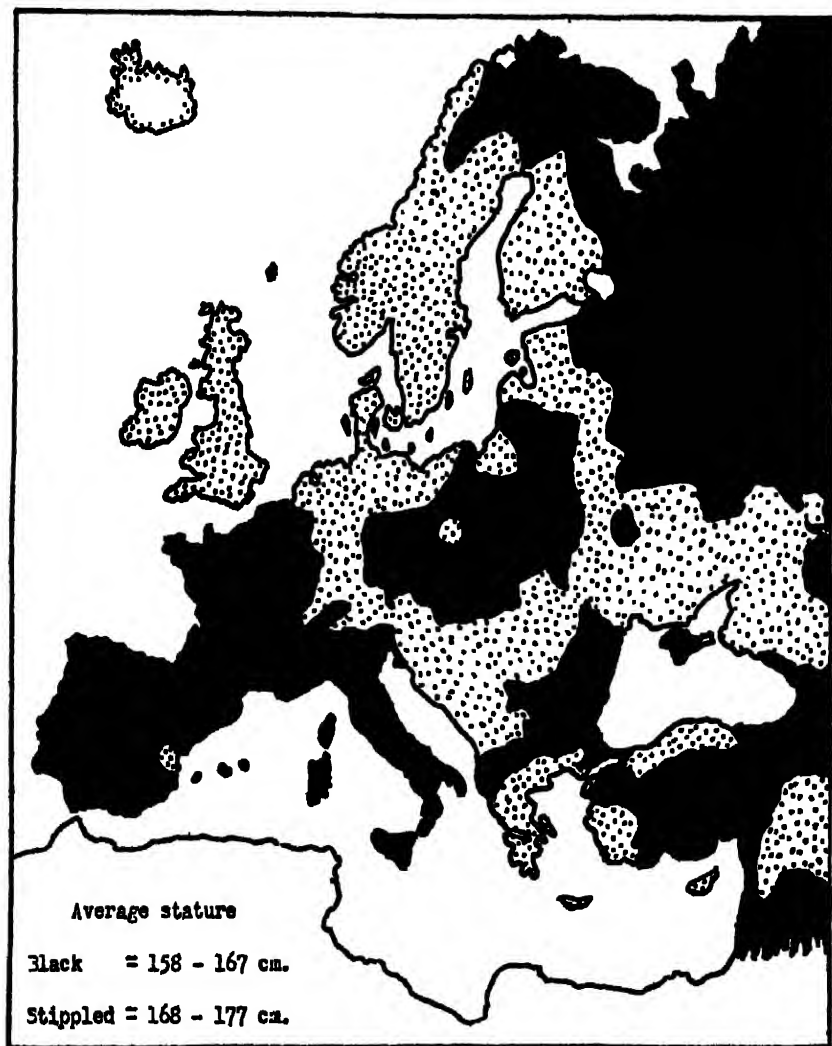 Average stature
Black = 158 - 167 cm.
Stippled = 168 - 177 cm.